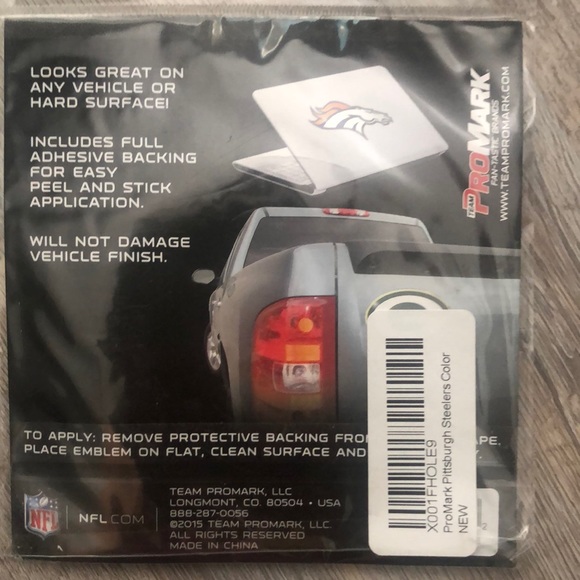 LOOKS GREAT ON
ANY VEHICLE OR
HARD SURFACE!
INCLUDES FULL
ADHESIVE BACKING
FOR EASY
PEEL AND STICK
APPLICATION.
WILL NOT DAMAGE
VEHICLE FINISH.
TEAM PROMARK
FAN-TASTIC BRANDS
WWW.TEAMPROMARK.COM
TO APPLY: REMOVE PROTECTIVE BACKING
PLACE EMBLEM ON FLAT, CLEAN SURFACE AND
X001FHOLE9
ProMark Pittsburgh Steelers Color
NEW
NFL
NFL.COM
TEAM PROMARK, LLC
LONGMONT, CO. 80504 • USA
888-287-0056
©2015 TEAM PROMARK, LLC.
ALL RIGHTS RESERVED
MADE IN CHINA